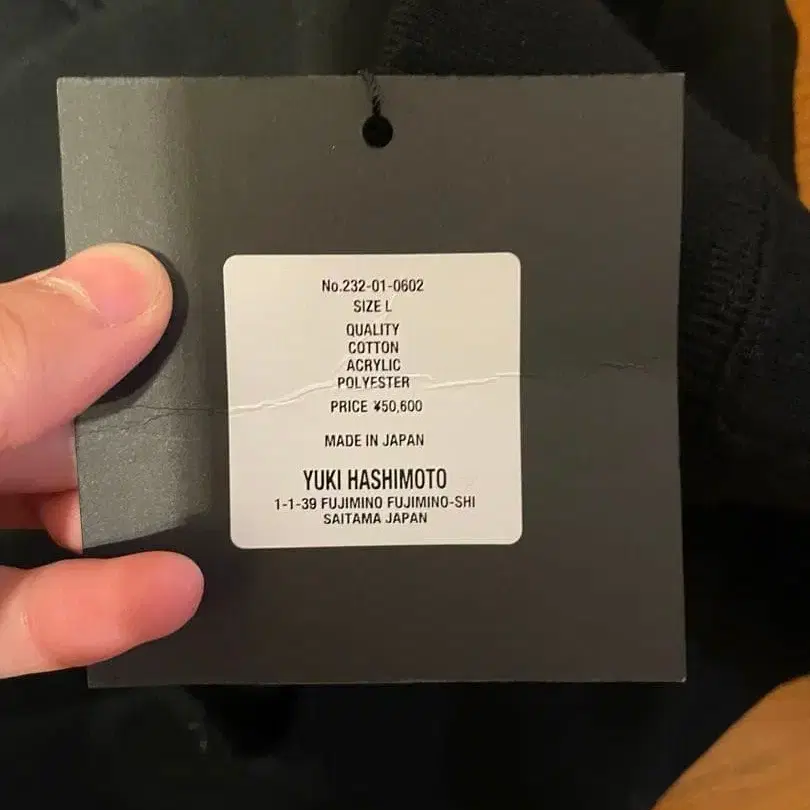 No.232-01-0602
SIZE L
QUALITY
COTTON
ACRYLIC
POLYESTER
PRICE ¥50,600
MADE IN JAPAN
YUKI HASHIMOTO
1-1-39 FUJIMINO FUJIMINO-SHI
SAITAMA JAPAN